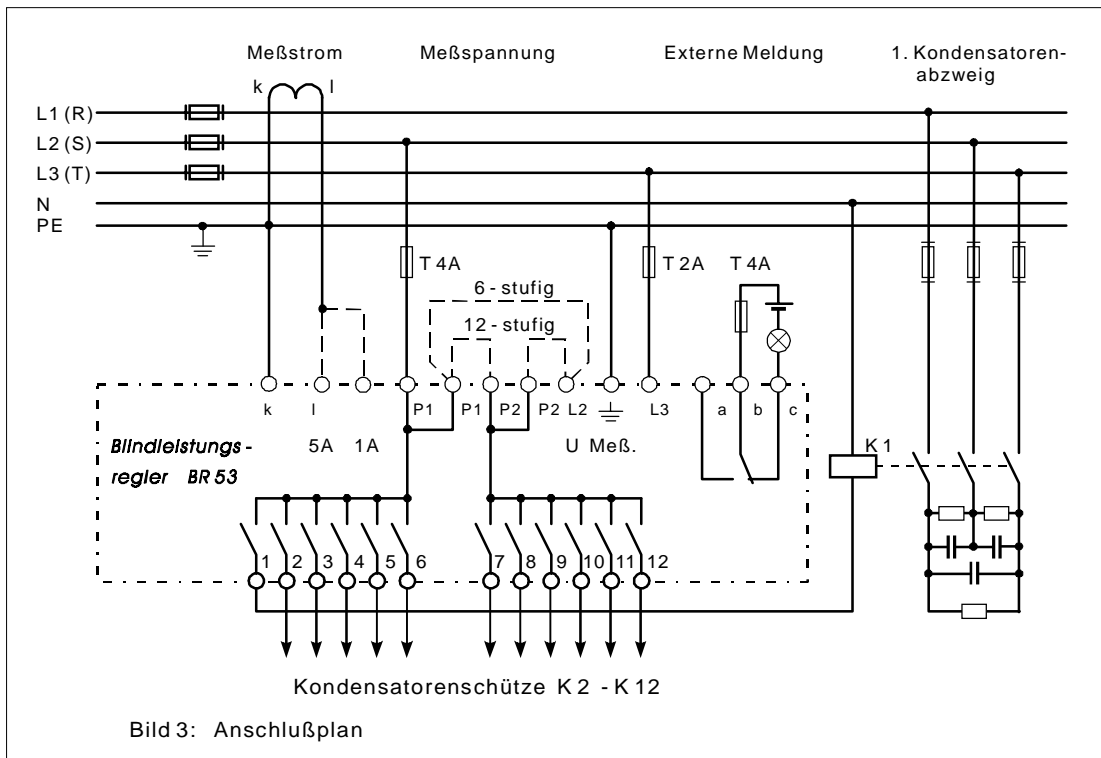 Meßstrom Meßspannung Externe Meldung 1. Kondensatoren-
abzweig
k l
L1 (R)
L2 (S)
L3 (T)
N
PE
T 4A T 2A T 4A
6 - stufig
12 - stufig
k l P1 P1 P2 P2 L2 L3 a b c
5A 1A U Meß. K 1
Blindleistungs -
regler BR 53
1 2 3 4 5 6 7 8 9 10 11 12
Kondensatorenschütze K 2 - K 12
Bild 3: Anschlußplan